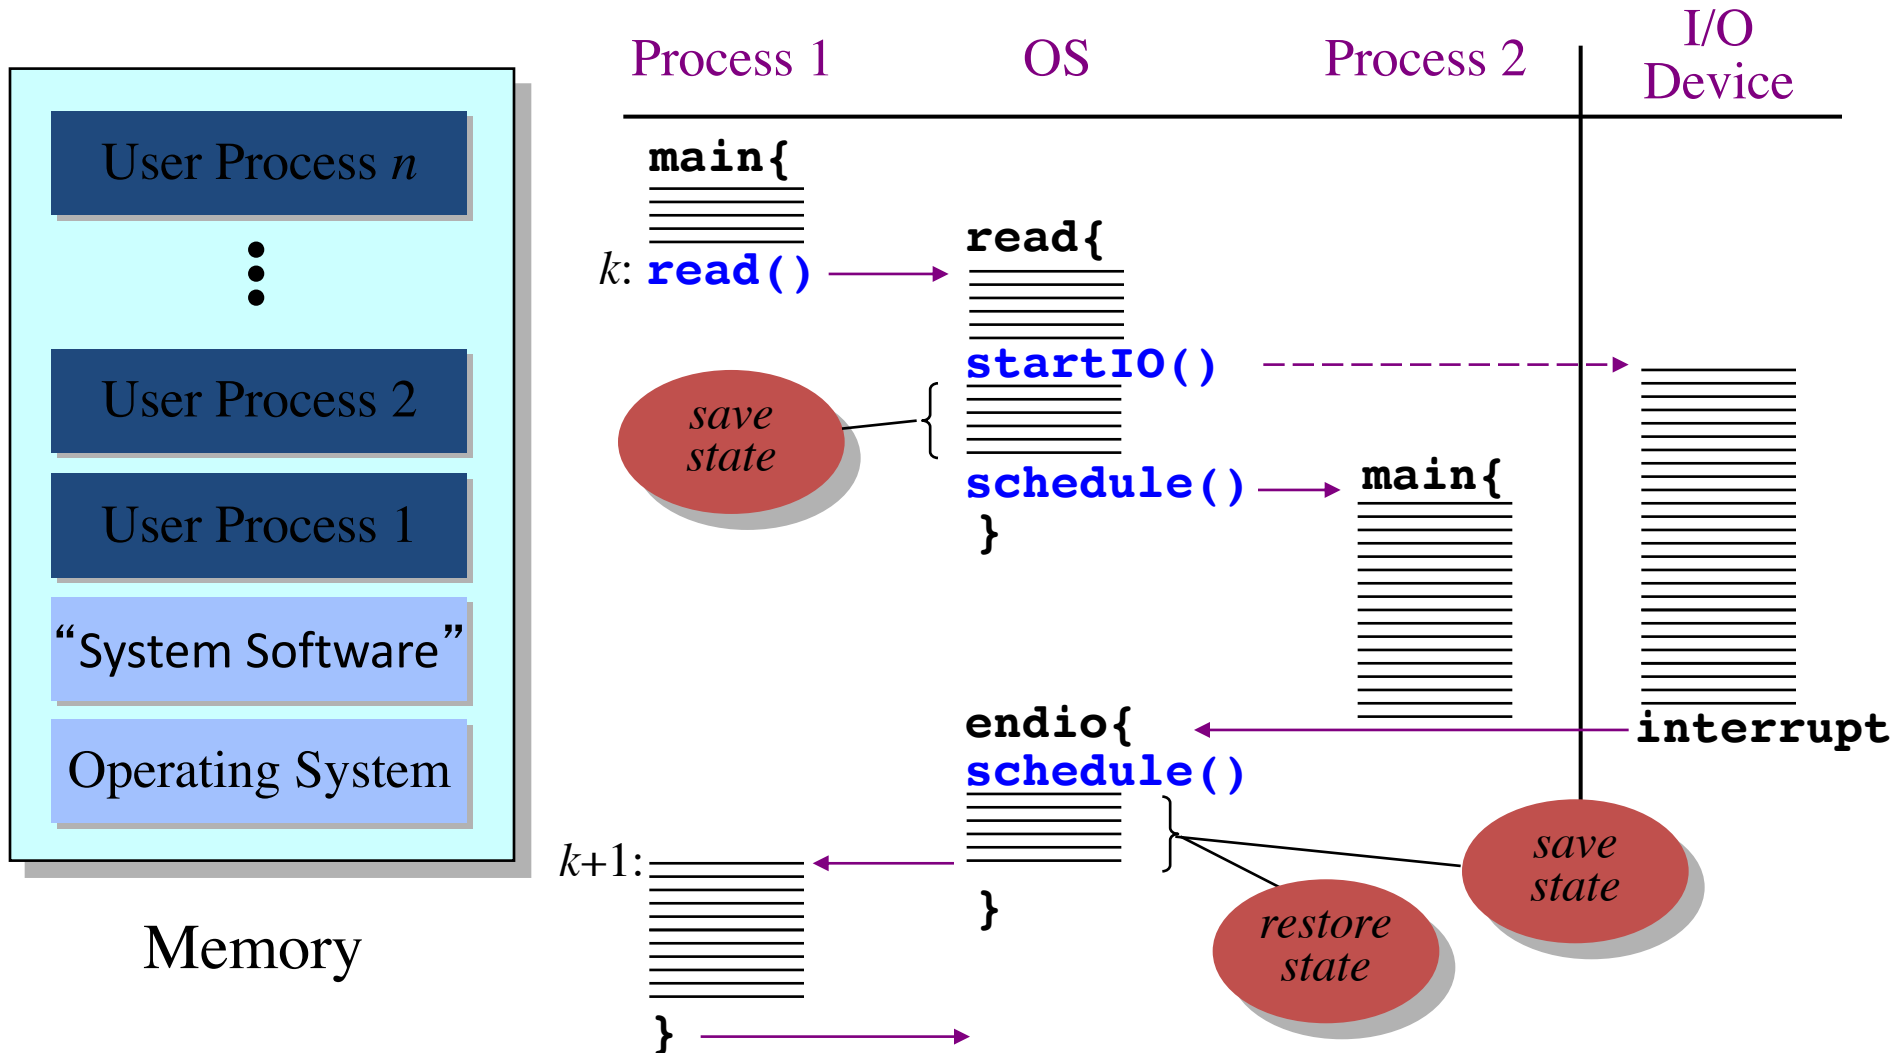 User Process n
User Process 2
User Process 1
“System Software”
Operating System
Memory
Process 1
OS
Process 2
I/O
Device
main{
k: read()
read{
startIO()
save
state
schedule()
}
main{
interrupt
endio{
schedule()
k+1:
}
save
state
restore
state
}